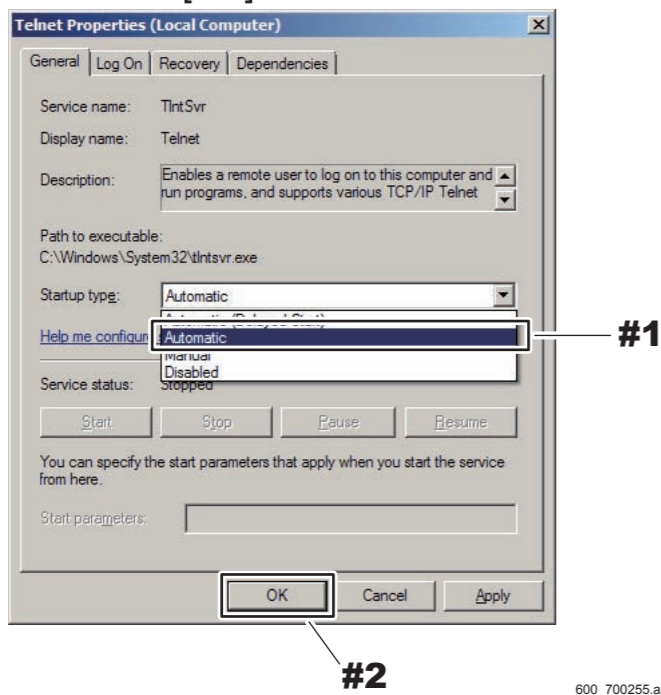 Telnet Properties (Local Computer)
General Log On Recovery Dependencies
Service name: TlntSvr
Display name: Telnet
Description: Enables a remote user to log on to this computer and
run programs, and supports various TCP/IP Telnet
Path to executable:
C:\Windows\System32\tlntsvr.exe
Startup type: Automatic
Automatic (Delayed Start)
Help me configure Automatic #1
Manual
Disabled
Service status: Stopped
Start Stop Pause Resume
You can specify the start parameters that apply when you start the service
from here.
Start parameters:
OK Cancel Apply
#2
600_700255.a